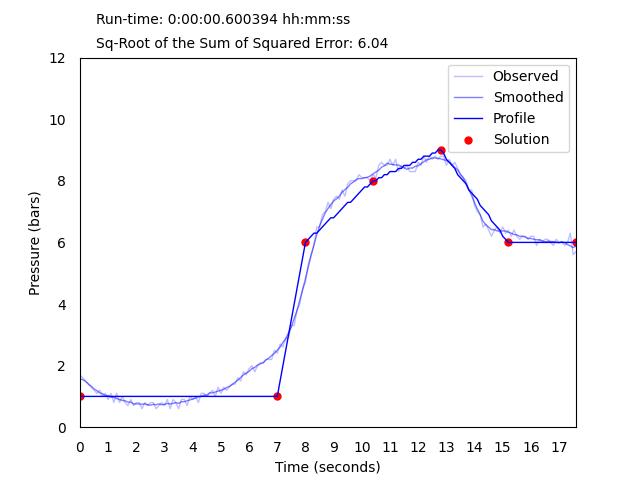 Run-time: 0:00:00.600394 hh:mm:ss
Sq-Root of the Sum of Squared Error: 6.04
12
10
8
6
4
2
0
Pressure (bars)
Observed
Smoothed
Profile
Solution
0 1 2 3 4 5 6 7 8 9 10 11 12 13 14 15 16 17
Time (seconds)